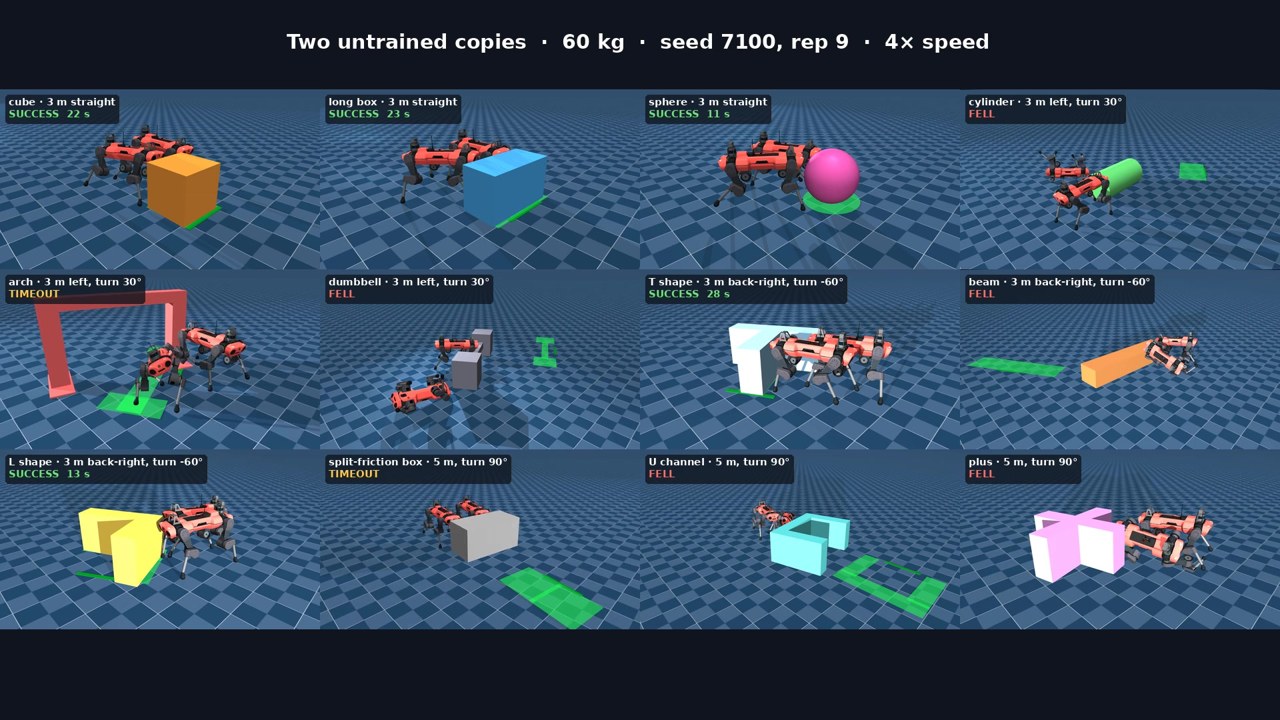 Two untrained copies · 60 kg · seed 7100, rep 9 · 4× speed
cube · 3 m straight
SUCCESS 22 s
long box · 3 m straight
SUCCESS 23 s
sphere · 3 m straight
SUCCESS 11 s
cylinder · 3 m left, turn 30°
FELL
arch · 3 m left, turn 30°
TIMEOUT
dumbbell · 3 m left, turn 30°
FELL
T shape · 3 m back-right, turn -60°
SUCCESS 28 s
beam · 3 m back-right, turn -60°
FELL
L shape · 3 m back-right, turn -60°
SUCCESS 13 s
split-friction box · 5 m, turn 90°
TIMEOUT
U channel · 5 m, turn 90°
FELL
plus · 5 m, turn 90°
FELL